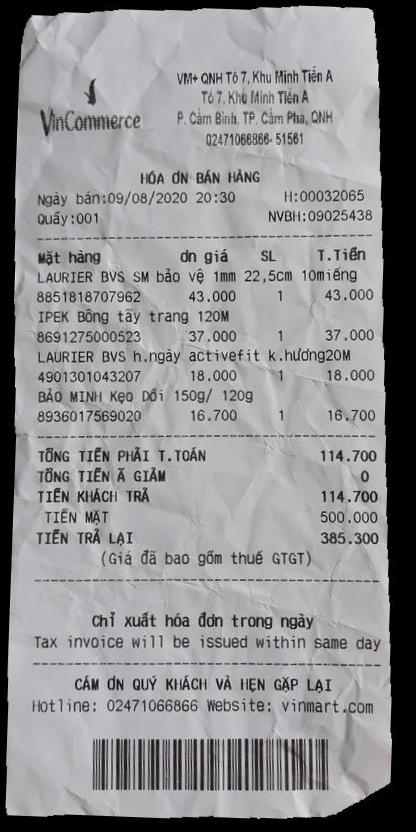 VinCommerce
VM+ QNH Tổ 7, Khu Minh Tiến A
Tổ 7, Khu Minh Tiến A
P. Cẩm Bình, TP. Cẩm Phả, QNH
02471066866-51561
HÓA ĐƠN BÁN HÀNG
Ngày bán:09/08/2020 20:30 H:00032065
Quầy:001 NVBH:09025438
Mặt hàng Đơn giá SL T.Tiền
LAURIER BVS SM bảo vệ 1mm 22,5cm 10miếng
8851818707962 43.000 1 43.000
IPEK Bông tẩy trang 120M
8691275000523 37.000 1 37.000
LAURIER BVS h.ngày activefit k.hương20M
4901301043207 18.000 1 18.000
BẢO MINH Kẹo Dồi 150g/ 120g
8936017569020 16.700 1 16.700
TỔNG TIỀN PHẢI T.TOÁN 114.700
TỔNG TIỀN Ã GIẢM 0
TIỀN KHÁCH TRẢ 114.700
TIỀN MẶT 500.000
TIỀN TRẢ LẠI 385.300
(Giá đã bao gồm thuế GTGT)
Chỉ xuất hóa đơn trong ngày
Tax invoice will be issued within same day
CẢM ƠN QUÝ KHÁCH VÀ HẸN GẶP LẠI
Hotline: 02471066866 Website: vinmart.com